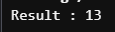 Result : 13